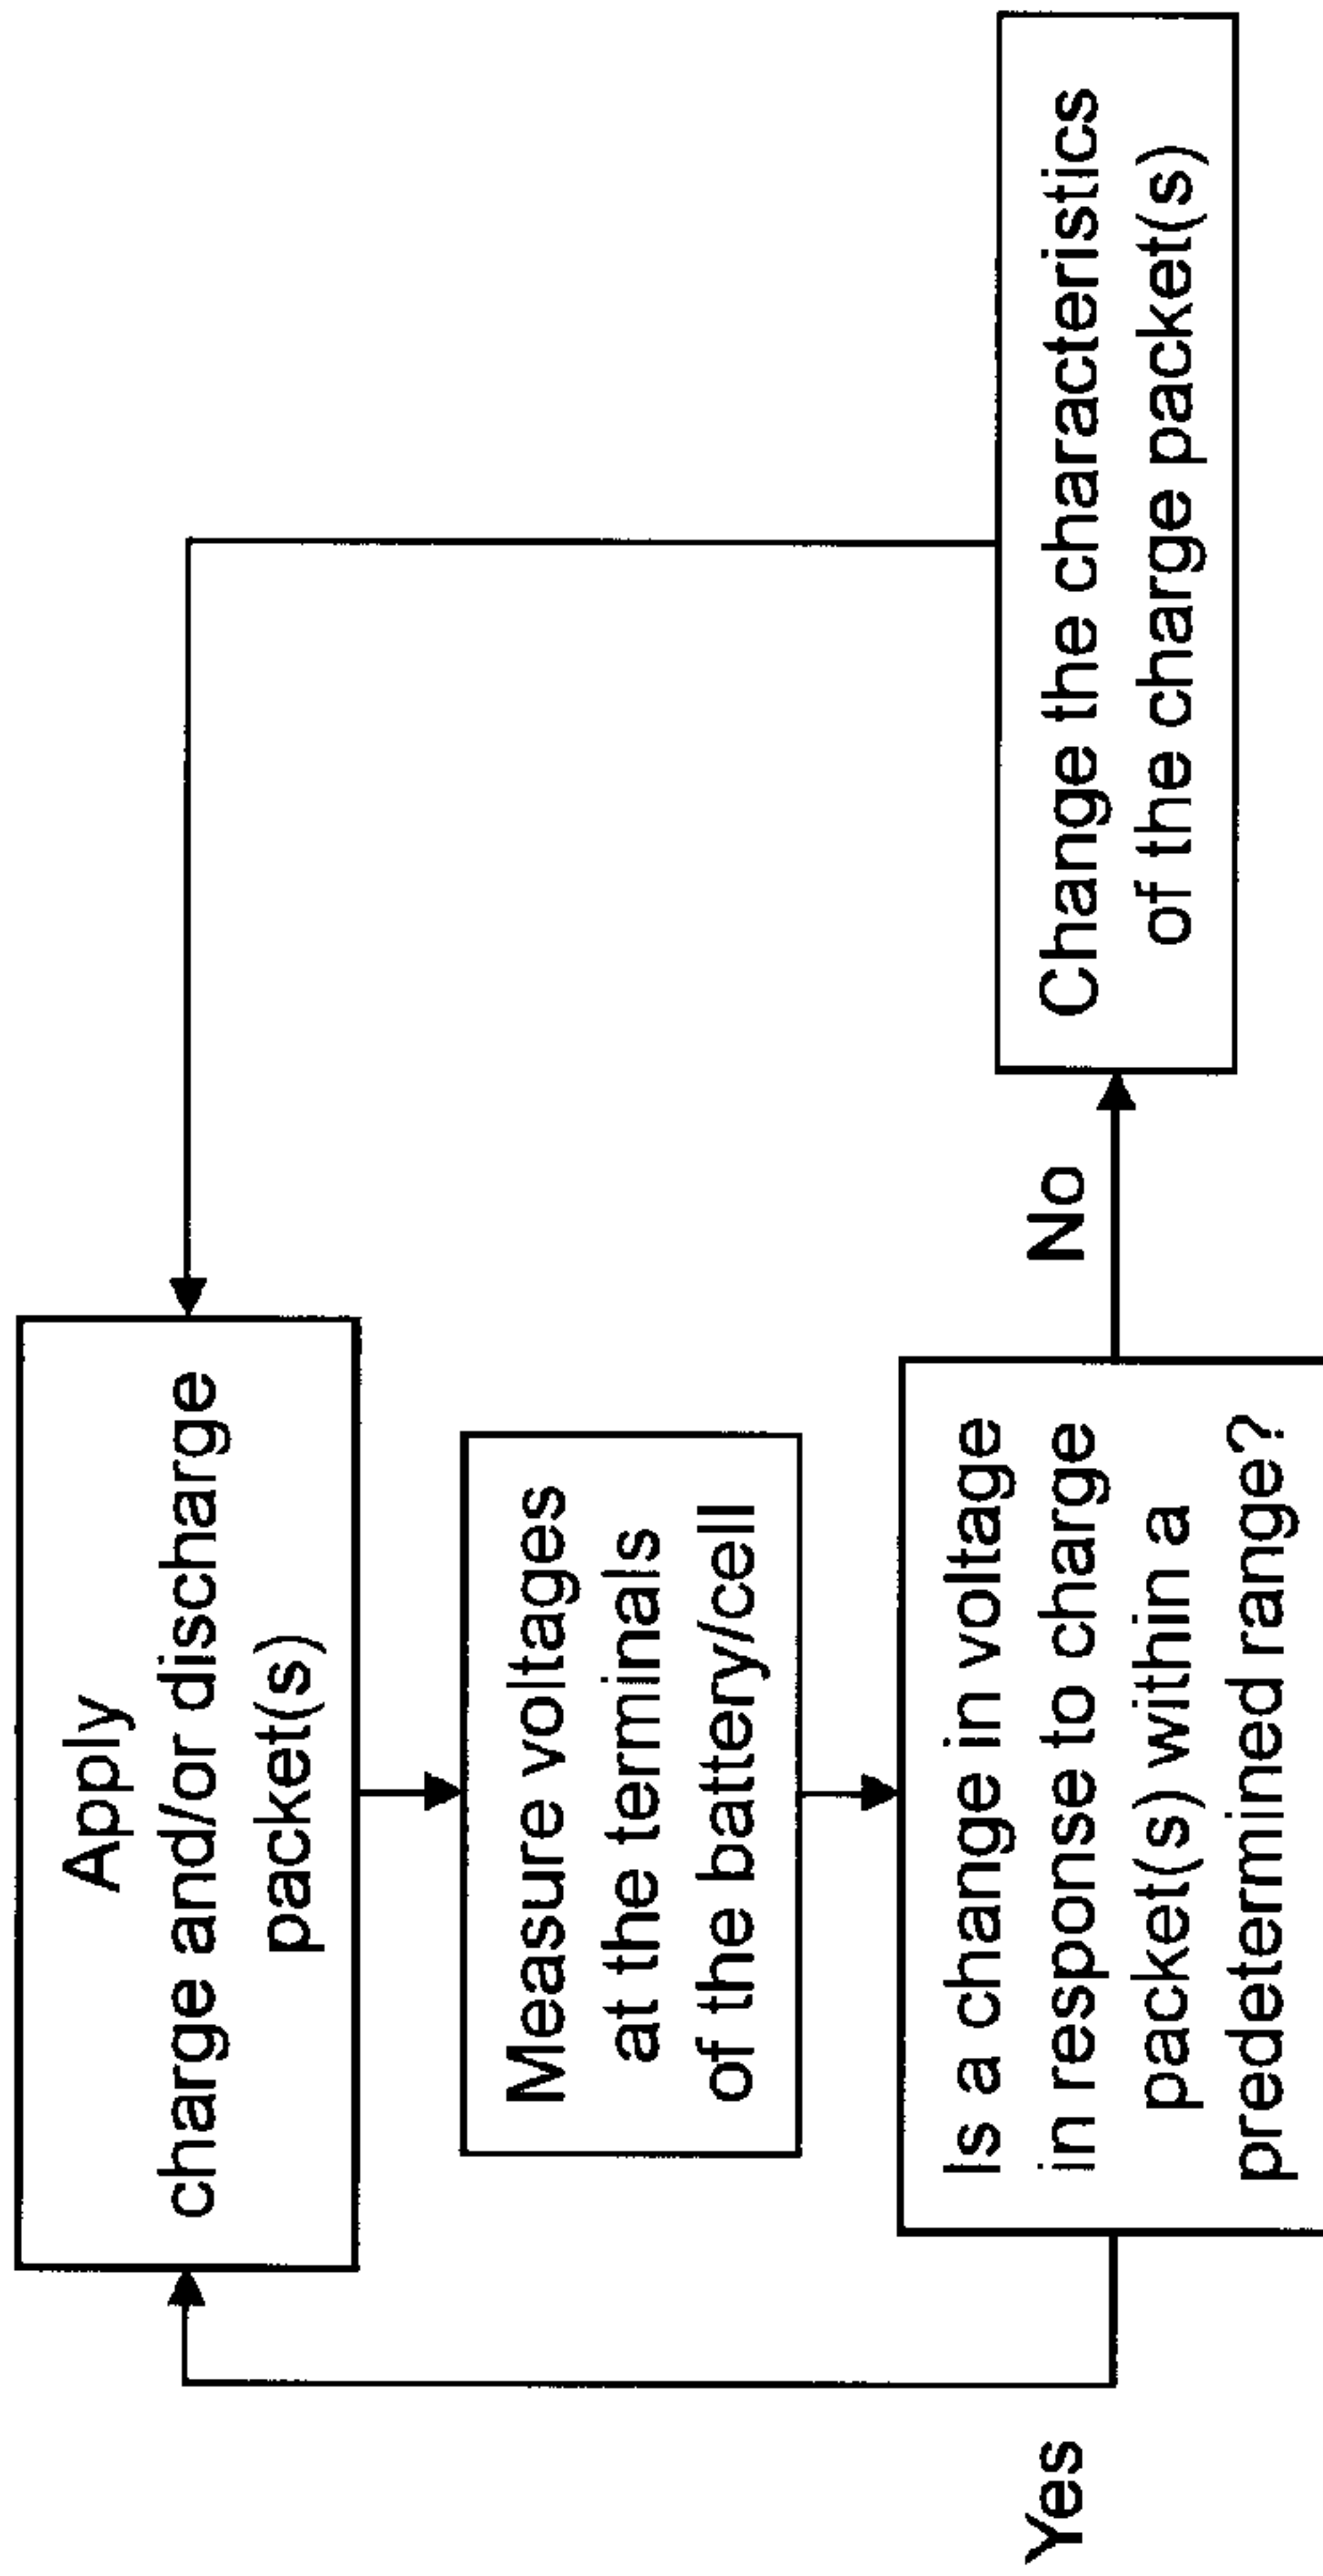 Apply
charge and/or discharge
packet(s)
Measure voltages
at the terminals
of the battery/cell
Is a change in voltage
in response to charge
packet(s) within a
predetermined range?
Yes
No
Change the characteristics
of the charge packet(s)